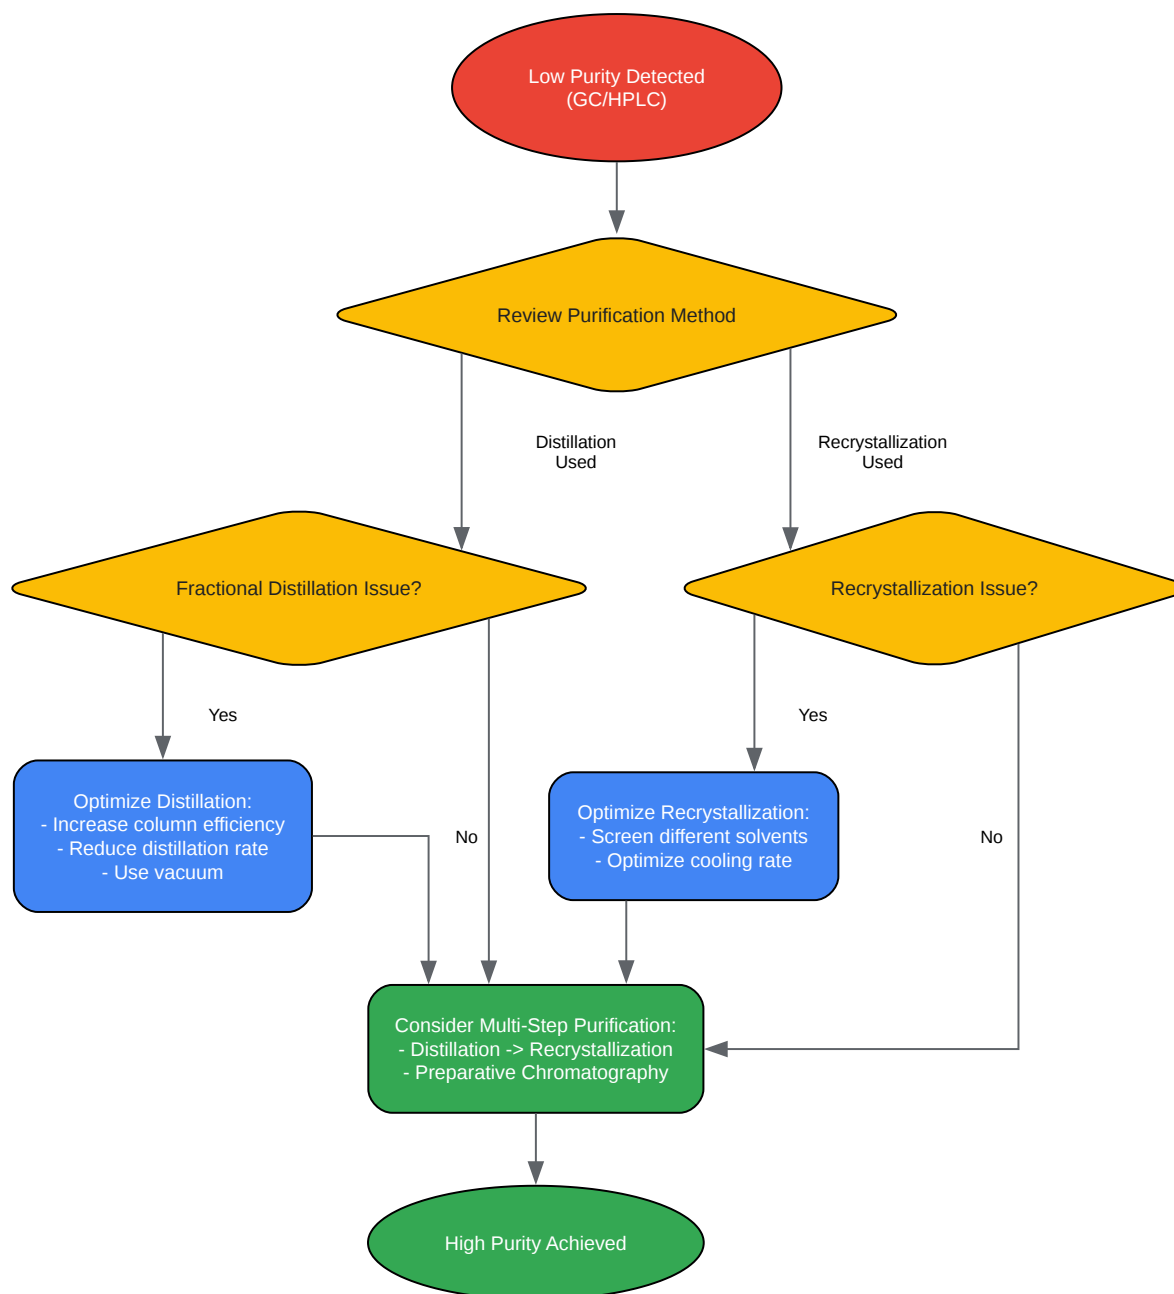 Low Purity Detected
(GC/HPLC)
Review Purification Method
Distillation
Used
Recrystallization
Used
Fractional Distillation Issue?
Recrystallization Issue?
Yes
Yes
Optimize Distillation:
- Increase column efficiency
- Reduce distillation rate
- Use vacuum
No
Optimize Recrystallization:
- Screen different solvents
- Optimize cooling rate
No
Consider Multi-Step Purification:
- Distillation -> Recrystallization
- Preparative Chromatography
High Purity Achieved